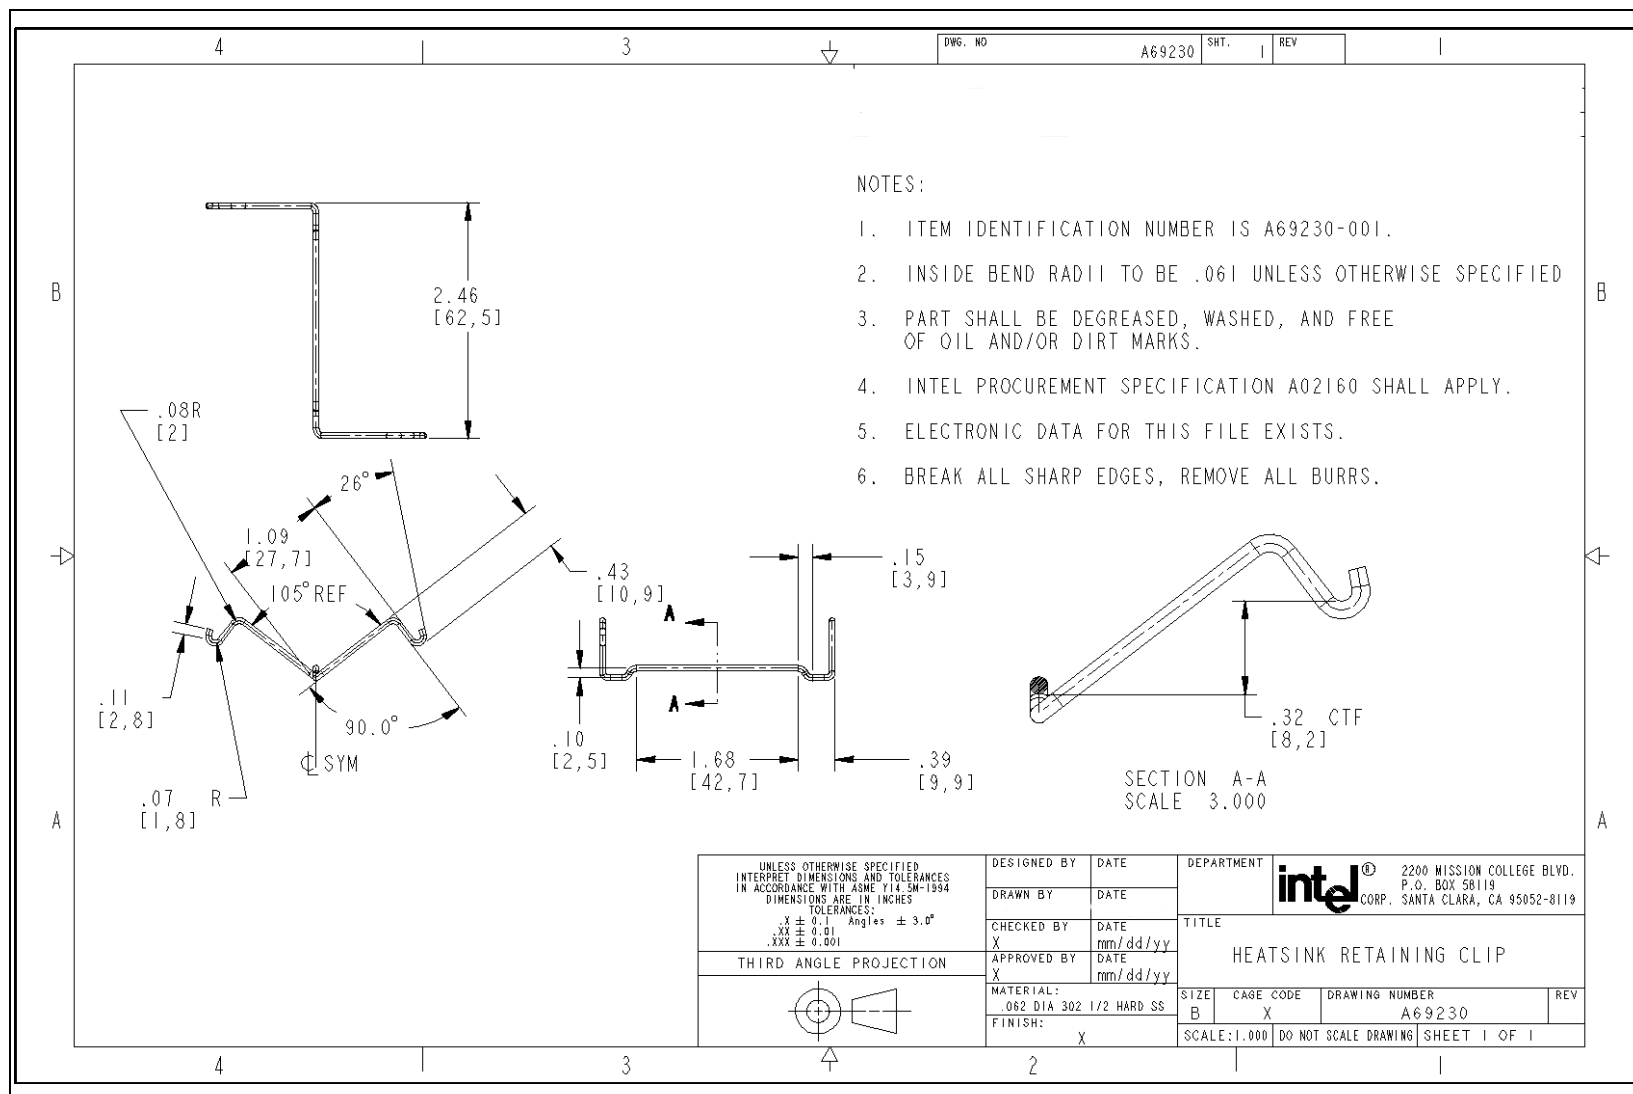 4
3
DWG. NO
A69230
SHT.
1
REV
1
NOTES:
1. ITEM IDENTIFICATION NUMBER IS A69230-001.
2. INSIDE BEND RADII TO BE .061 UNLESS OTHERWISE SPECIFIED
3. PART SHALL BE DEGREASED, WASHED, AND FREE
OF OIL AND/OR DIRT MARKS.
4. INTEL PROCUREMENT SPECIFICATION A02160 SHALL APPLY.
5. ELECTRONIC DATA FOR THIS FILE EXISTS.
6. BREAK ALL SHARP EDGES, REMOVE ALL BURRS.
B
B
2.46
[62,5]
.08R
[2]
26°
1.09
[27,7]
105° REF
.43
[10,9]
.15
[3,9]
A
A
.11
[2,8]
90.0°
℄ SYM
.07 R
[1,8]
.10
[2,5]
1.68
[42,7]
.39
[9,9]
.32 CTF
[8,2]
SECTION A-A
SCALE 3.000
A
A
UNLESS OTHERWISE SPECIFIED
INTERPRET DIMENSIONS AND TOLERANCES
IN ACCORDANCE WITH ASME Y14.5M-1994
DIMENSIONS ARE IN INCHES
TOLERANCES:
.X ± 0.1 Angles ± 3.0°
.XX ± 0.01
.XXX ± 0.001
THIRD ANGLE PROJECTION
DESIGNED BY
DATE
DRAWN BY
DATE
CHECKED BY
DATE
X
mm/dd/yy
APPROVED BY
DATE
X
mm/dd/yy
MATERIAL:
.062 DIA 302 1/2 HARD SS
FINISH:
X
DEPARTMENT
intel®
CORP.
2200 MISSION COLLEGE BLVD.
P.O. BOX 58119
SANTA CLARA, CA 95052-8119
TITLE
HEATSINK RETAINING CLIP
SIZE
B
CAGE CODE
X
DRAWING NUMBER
A69230
REV
SCALE:1.000
DO NOT SCALE DRAWING
SHEET 1 OF 1
4
3
2
1